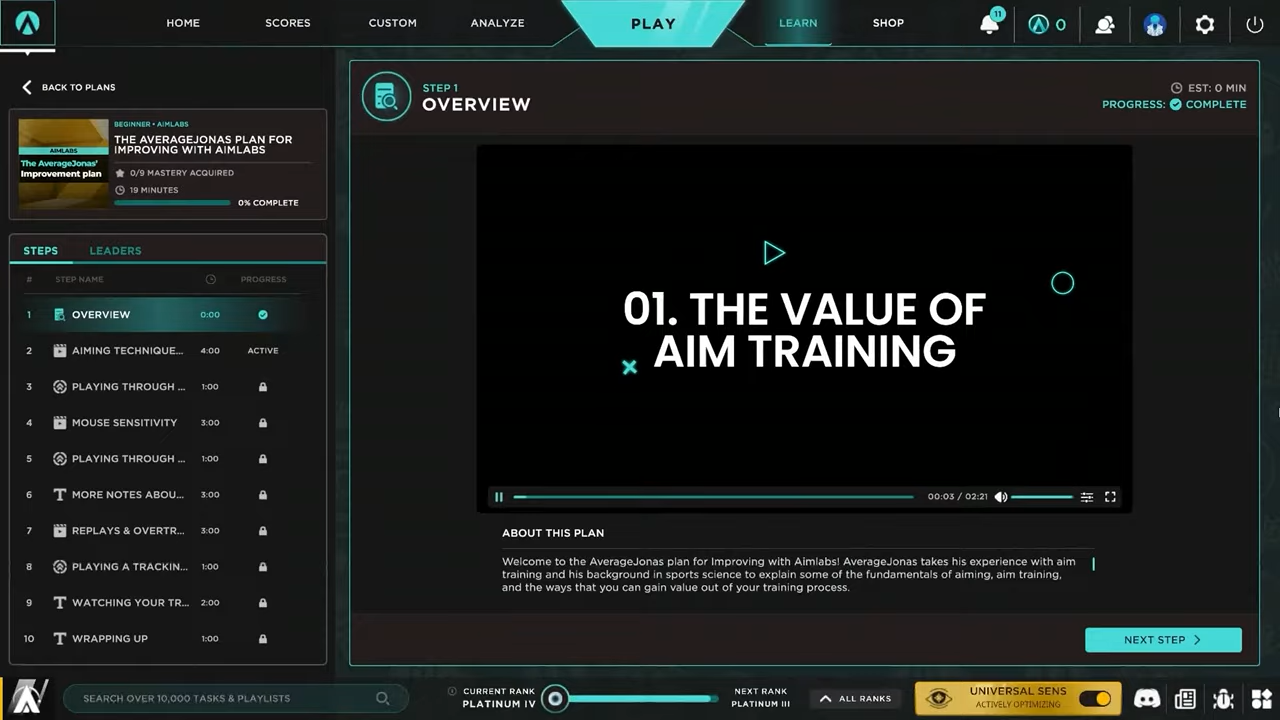 HOME
SCORES
CUSTOM
ANALYZE
PLAY
LEARN
SHOP
11
0
BACK TO PLANS
BEGINNER • AIMLABS
THE AVERAGEJONAS PLAN FOR
IMPROVING WITH AIMLABS
0/9 MASTERY ACQUIRED
19 MINUTES
0% COMPLETE
AIMLABS
The AverageJonas'
Improvement plan
STEPS
LEADERS
# STEP NAME PROGRESS
1 OVERVIEW 0:00
2 AIMING TECHNIQUE... 4:00 ACTIVE
3 PLAYING THROUGH ... 1:00
4 MOUSE SENSITIVITY 3:00
5 PLAYING THROUGH ... 1:00
6 MORE NOTES ABOU... 3:00
7 REPLAYS & OVERTR... 3:00
8 PLAYING A TRACKIN... 1:00
9 WATCHING YOUR TR... 2:00
10 WRAPPING UP 1:00
STEP 1
OVERVIEW
EST: 0 MIN
PROGRESS: COMPLETE
01. THE VALUE OF
AIM TRAINING
00:03 / 02:21
ABOUT THIS PLAN
Welcome to the AverageJonas plan for Improving with Aimlabs! AverageJonas takes his experience with aim
training and his background in sports science to explain some of the fundamentals of aiming, aim training,
and the ways that you can gain value out of your training process.
NEXT STEP
SEARCH OVER 10,000 TASKS & PLAYLISTS
CURRENT RANK
PLATINUM IV
NEXT RANK
PLATINUM III
ALL RANKS
UNIVERSAL SENS
ACTIVELY OPTIMIZING